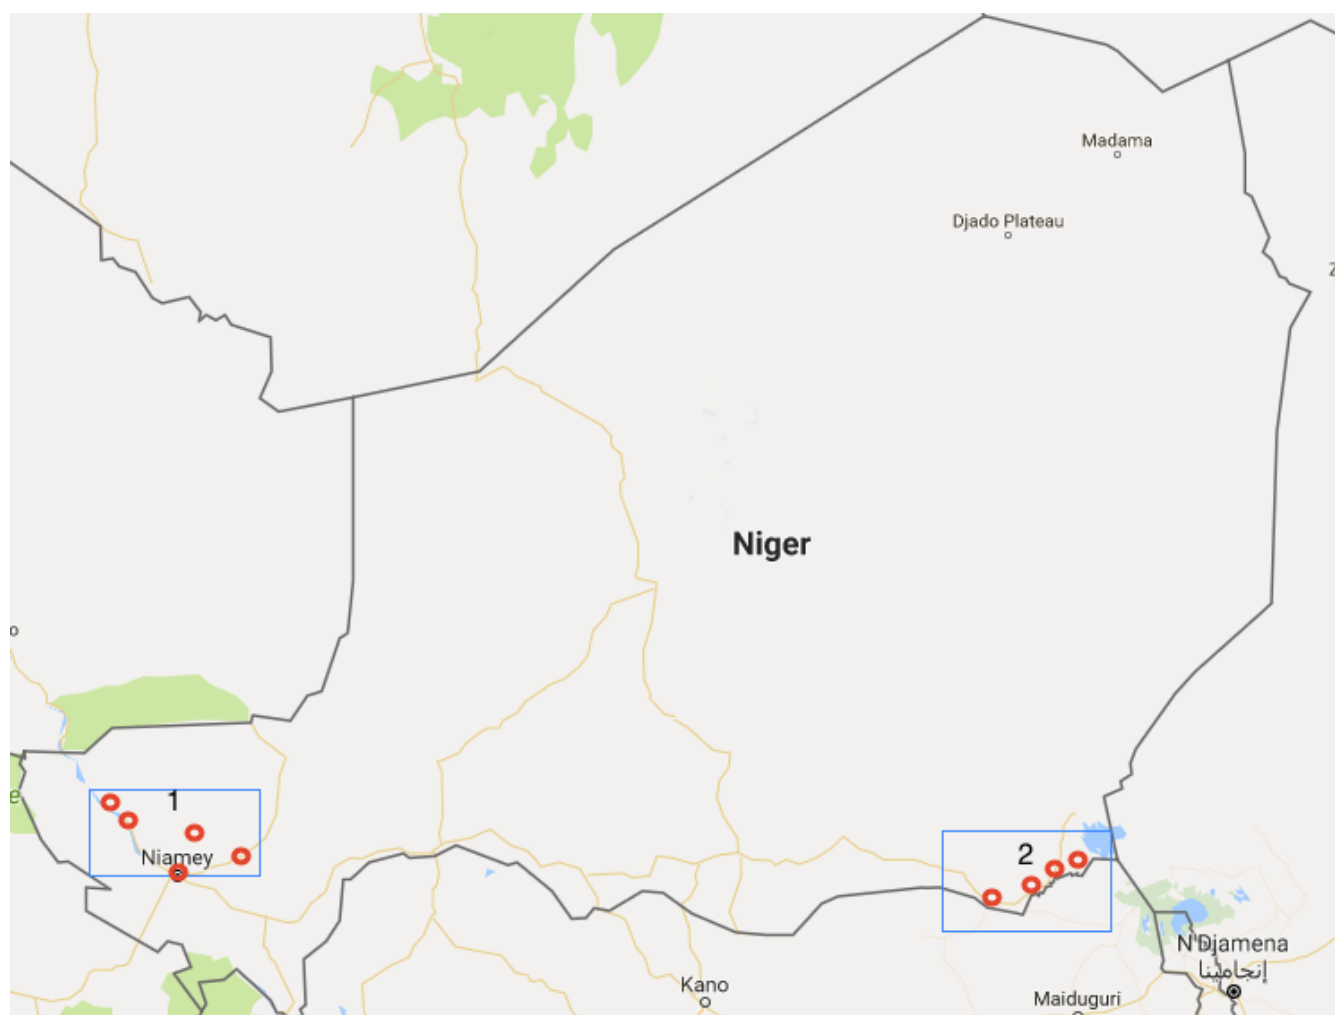 Madama
Djado Plateau
Niger
1
Niamey
2
N'Djamena
إنجامينا
Kano
Maiduguri